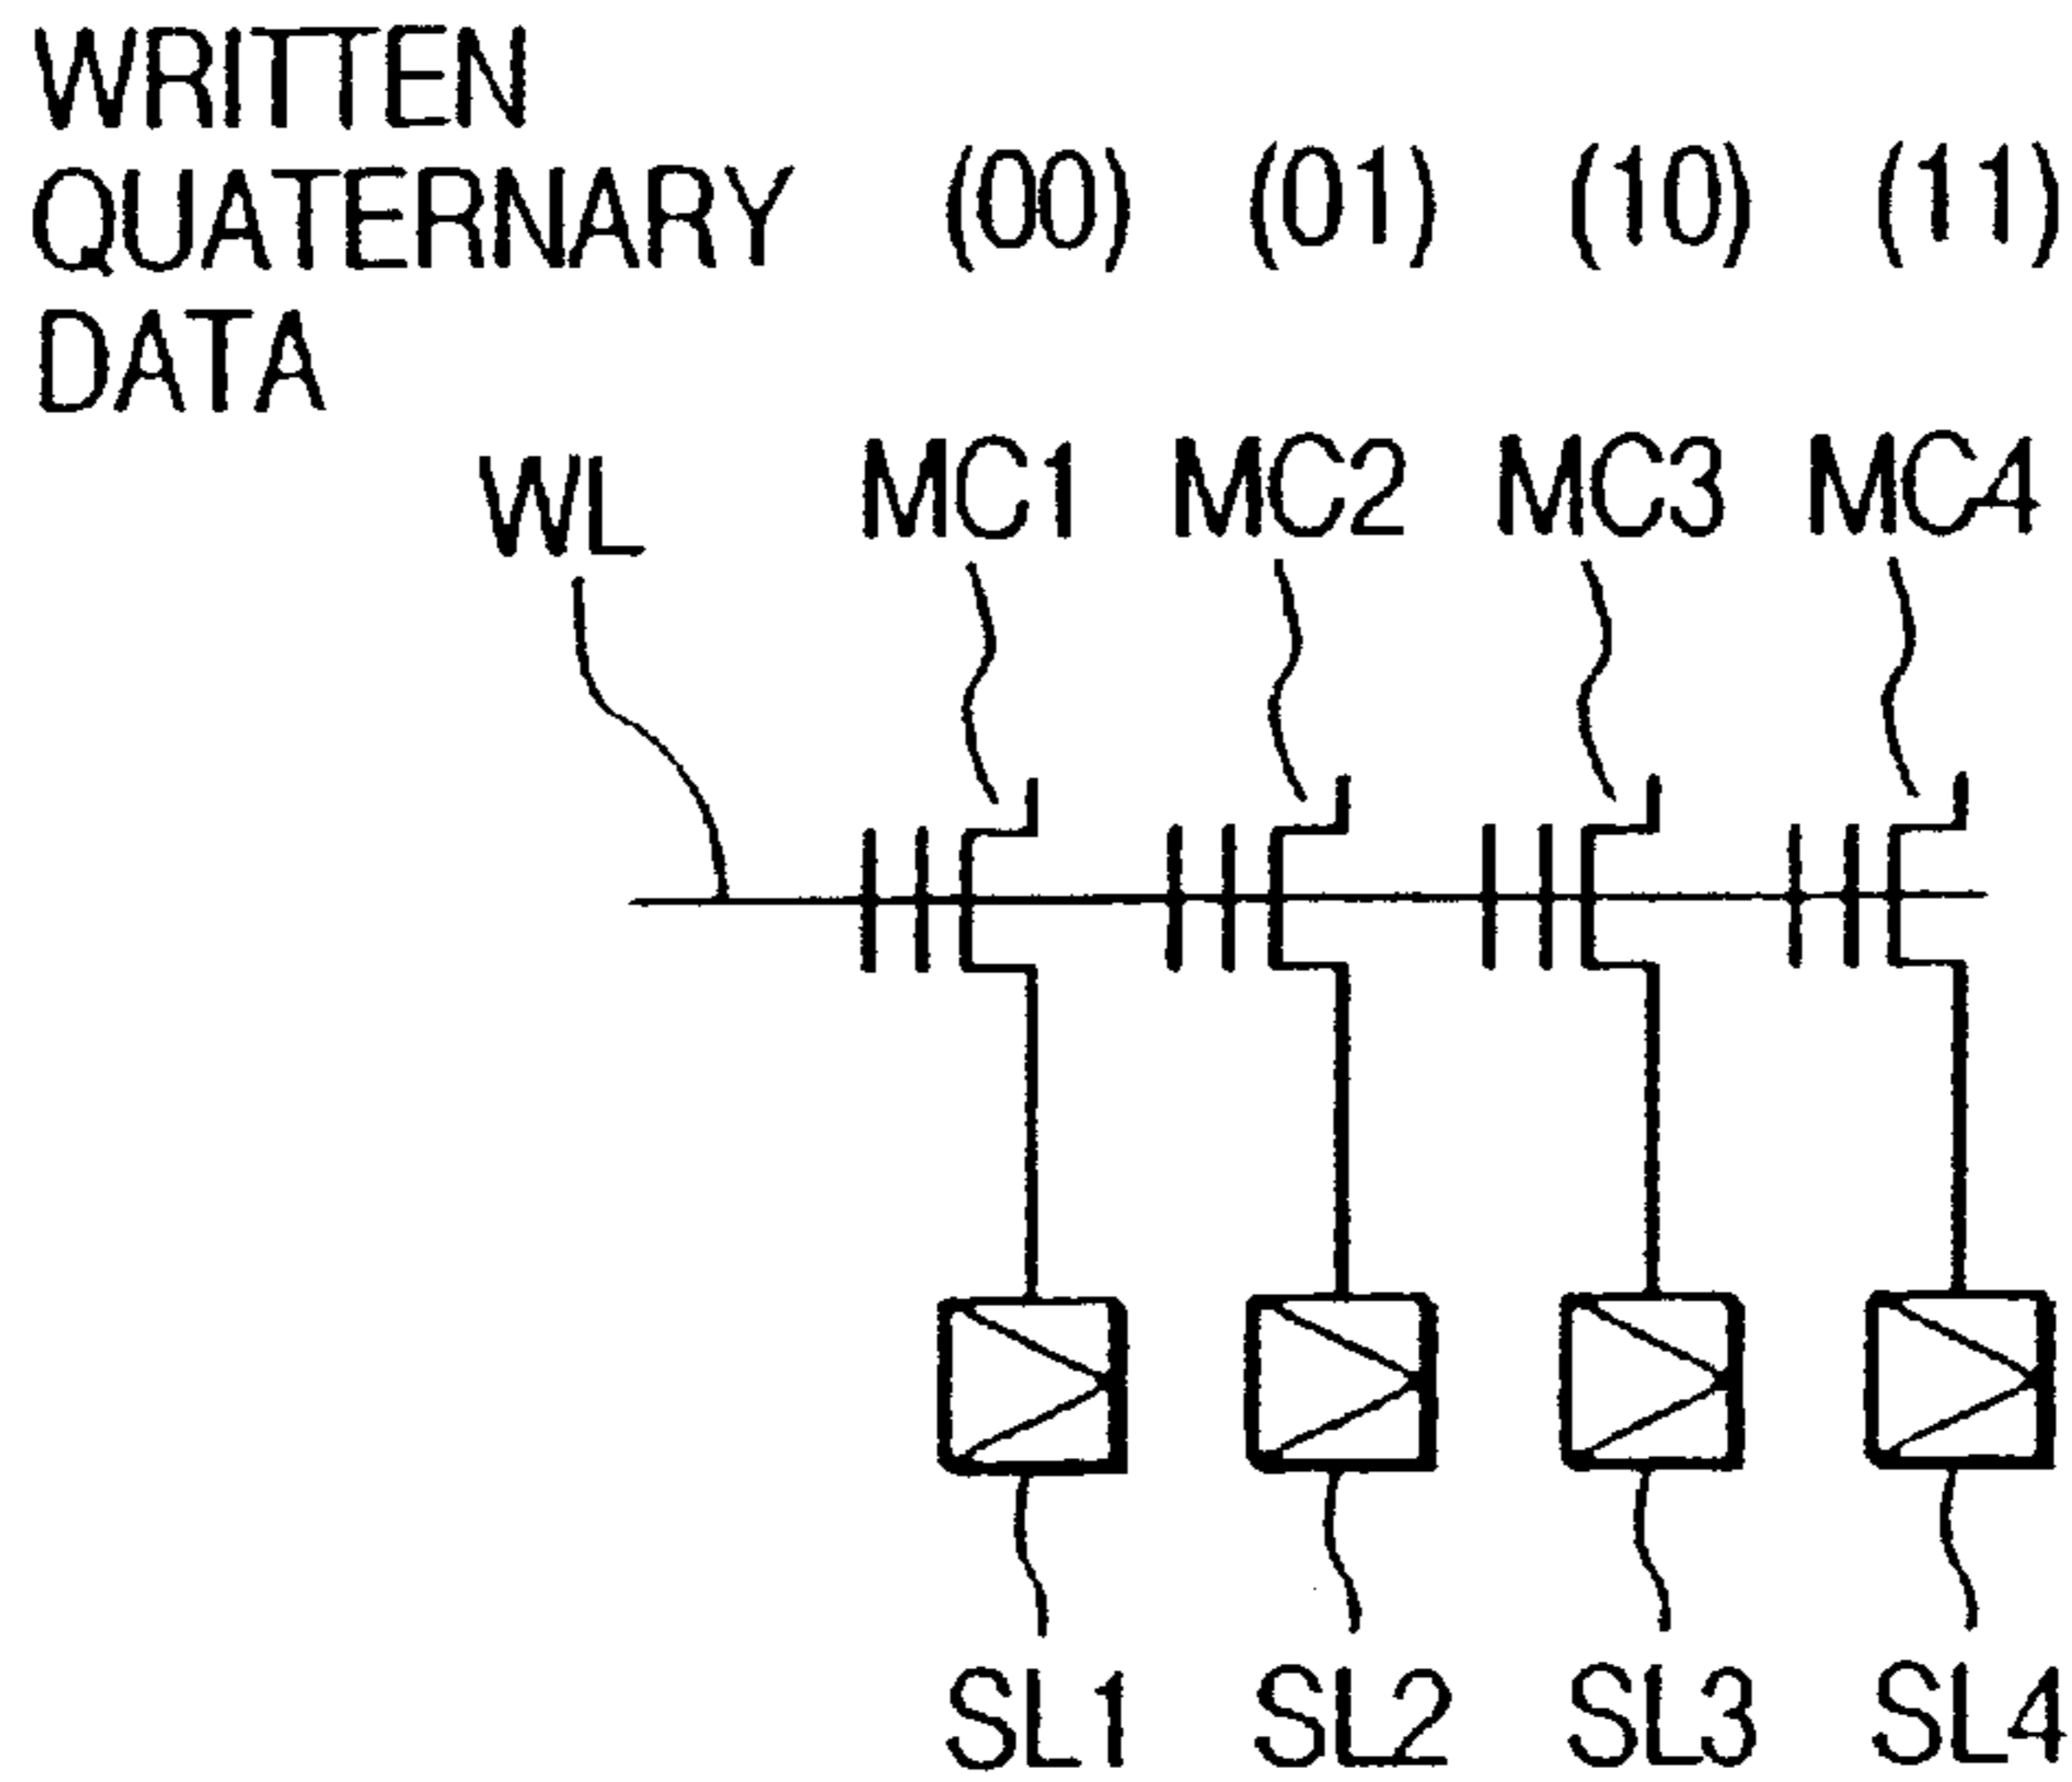 WRITTEN
QUATERNARY (00) (01) (10) (11)
DATA
WL MC1 MC2 MC3 MC4
SL1 SL2 SL3 SL4